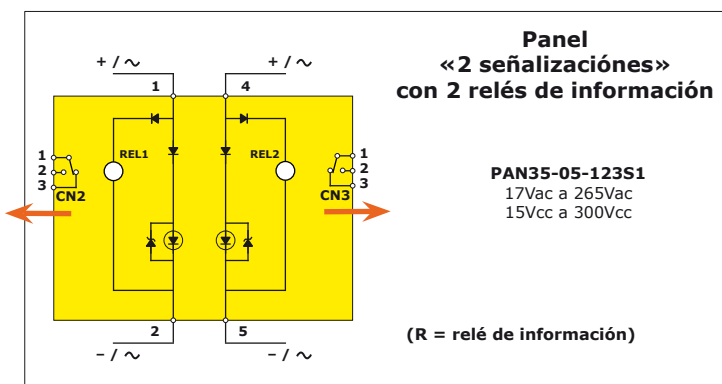 Panel
«2 señalizaciónes»
con 2 relés de información
+ / ∿
+ / ∿
1
4
REL1
REL2
1
2
3
CN2
1
2
3
CN3
PAN35-05-123S1
17Vac a 265Vac
15Vcc a 300Vcc
2
5
– / ∿
– / ∿
(R = relé de información)